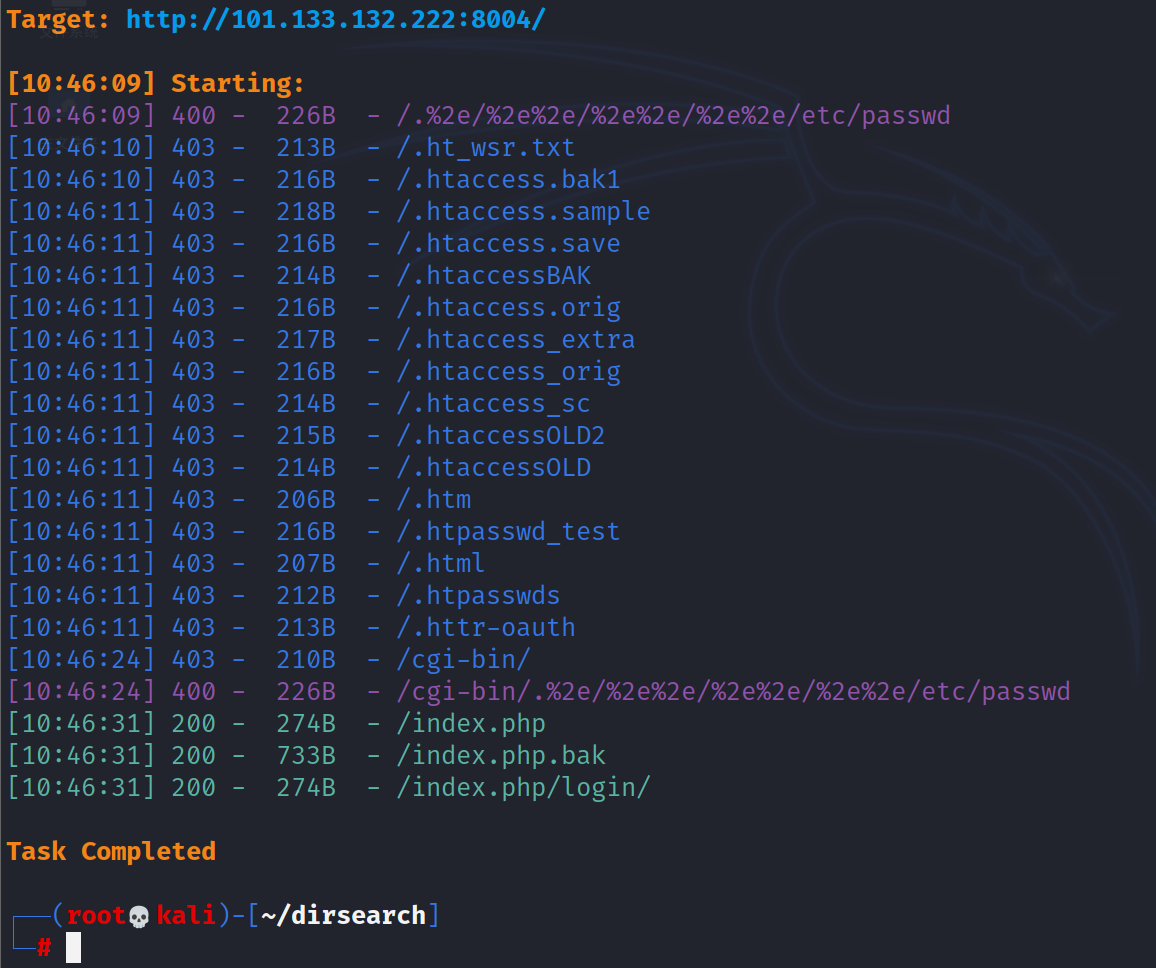 Target: http://101.133.132.222:8004/
[10:46:09] Starting:
[10:46:09] 400 -  226B  - /.%2e/%2e%2e/%2e%2e/%2e%2e/etc/passwd
[10:46:10] 403 -  213B  - /.ht_wsr.txt
[10:46:10] 403 -  216B  - /.htaccess.bak1
[10:46:11] 403 -  218B  - /.htaccess.sample
[10:46:11] 403 -  216B  - /.htaccess.save
[10:46:11] 403 -  214B  - /.htaccessBAK
[10:46:11] 403 -  216B  - /.htaccess.orig
[10:46:11] 403 -  217B  - /.htaccess_extra
[10:46:11] 403 -  216B  - /.htaccess_orig
[10:46:11] 403 -  214B  - /.htaccess_sc
[10:46:11] 403 -  215B  - /.htaccessOLD2
[10:46:11] 403 -  214B  - /.htaccessOLD
[10:46:11] 403 -  206B  - /.htm
[10:46:11] 403 -  216B  - /.htpasswd_test
[10:46:11] 403 -  207B  - /.html
[10:46:11] 403 -  212B  - /.htpasswds
[10:46:11] 403 -  213B  - /.httr-oauth
[10:46:24] 403 -  210B  - /cgi-bin/
[10:46:24] 400 -  226B  - /cgi-bin/.%2e/%2e%2e/%2e%2e/%2e%2e/etc/passwd
[10:46:31] 200 -  274B  - /index.php
[10:46:31] 200 -  733B  - /index.php.bak
[10:46:31] 200 -  274B  - /index.php/login/
Task Completed
┌──(root💀kali)-[~/dirsearch]
└─#